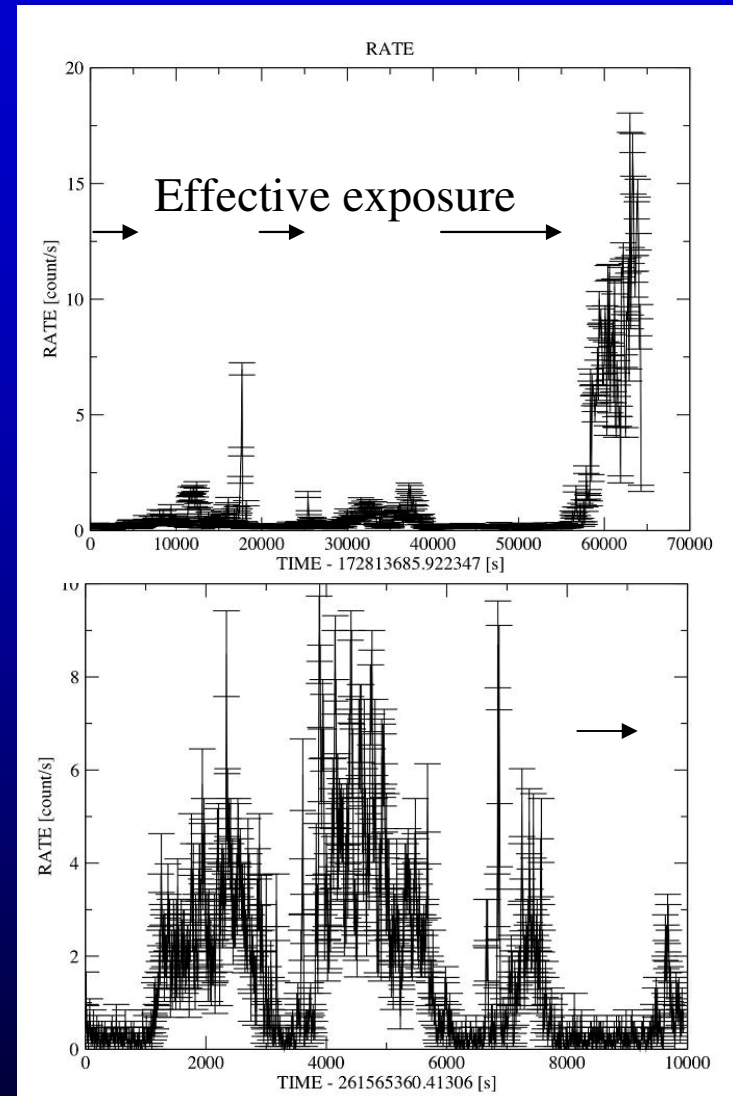 RATE
20
15
10
5
0
Effective exposure
RATE [count/s]
0 10000 20000 30000 40000 50000 60000 70000
TIME - 172813685.922347 [s]
10
8
6
4
2
0
RATE [count/s]
0 2000 4000 6000 8000 10000
TIME - 261565360.41306 [s]